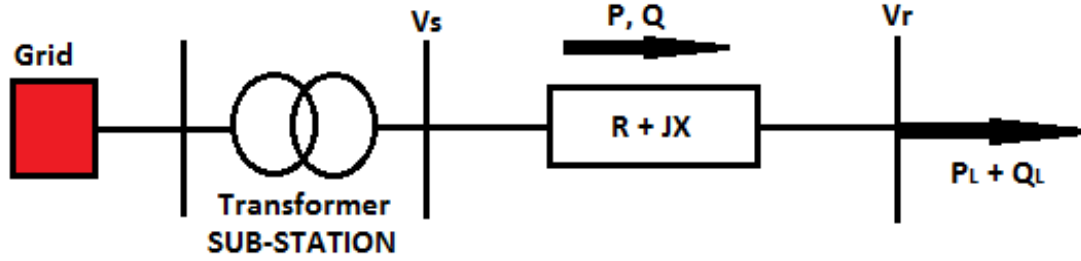 Grid
Vs
P, Q
Vr
R + JX
PL + QL
Transformer
SUB-STATION